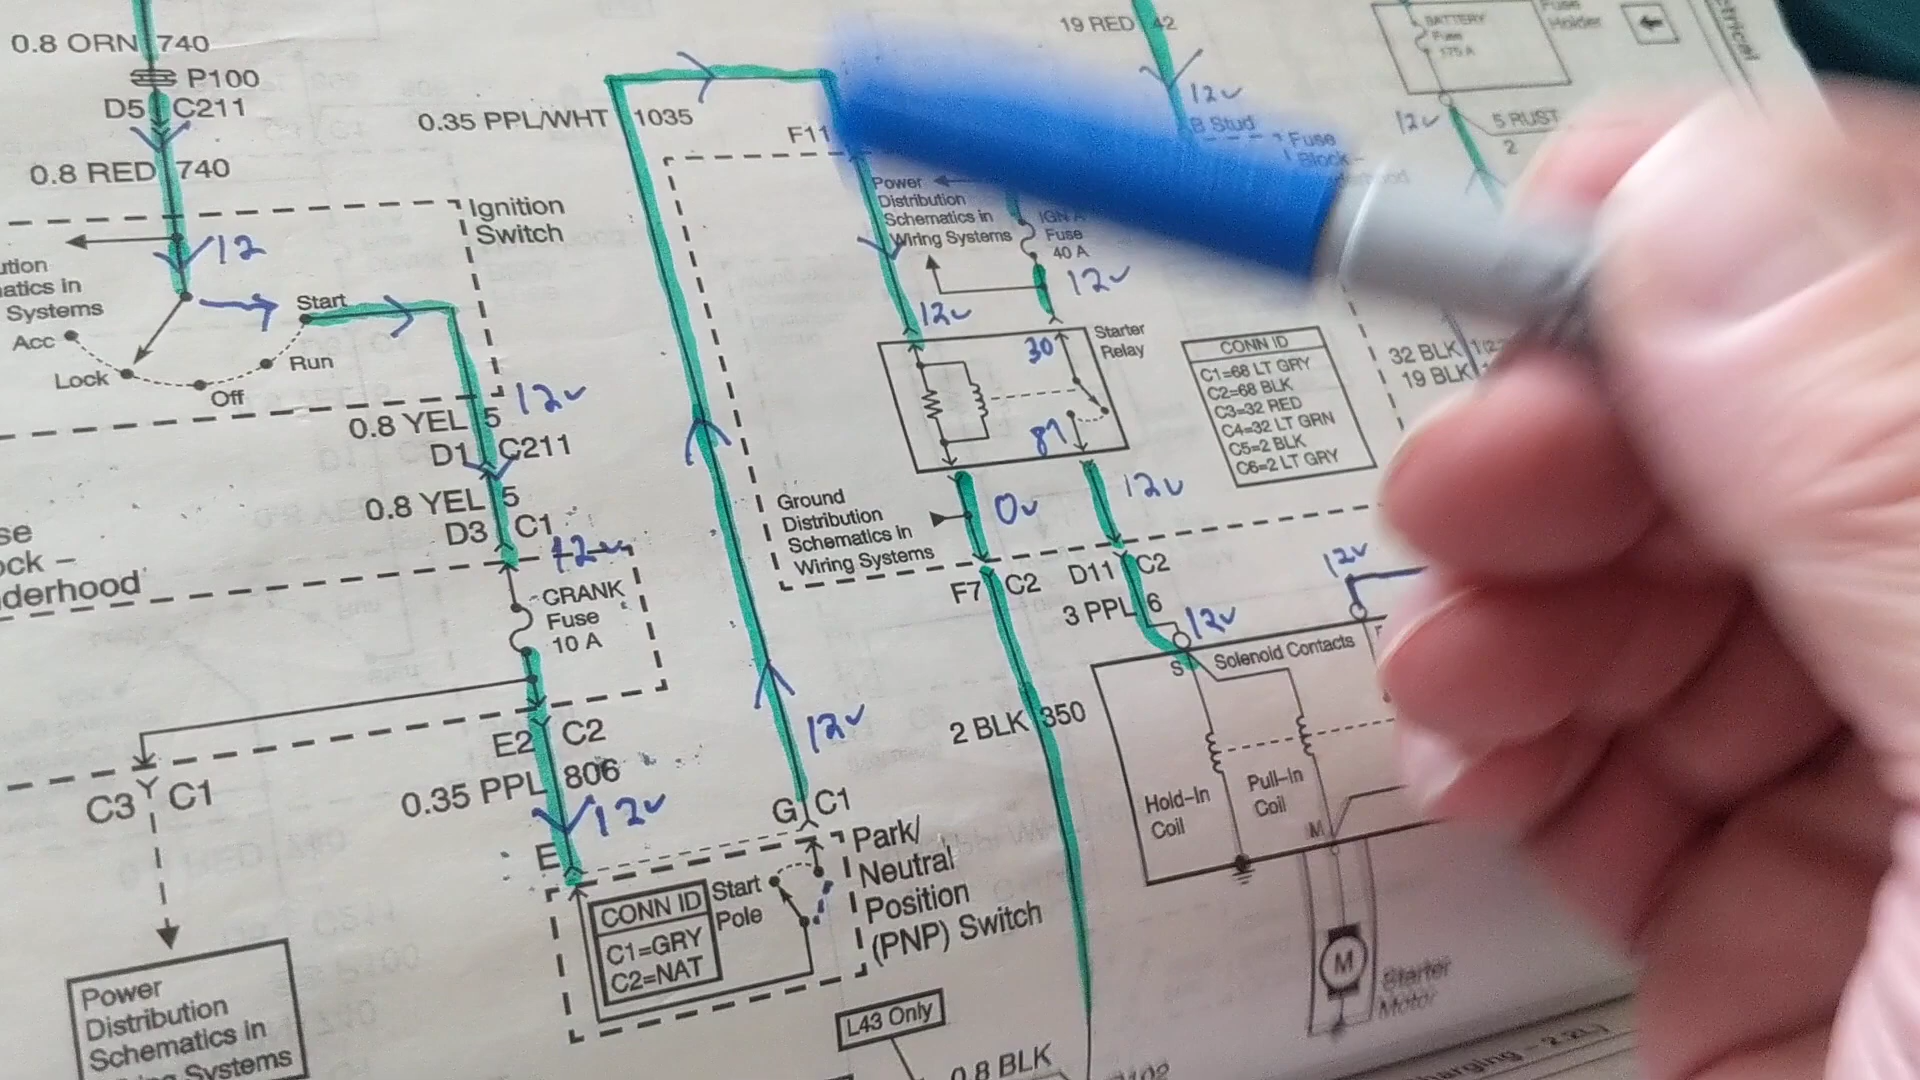 0.8 ORN 740
P100
D5 C211
0.8 RED 740
Ignition
Switch
12
Systems
Start
Acc
Lock
Off
Run
12v
0.8 YEL 5
D1 C211
0.8 YEL 5
D3 C1
12v
CRANK
Fuse
10 A
E2 C2
0.35 PPL 806
12v
C3 C1
E
Power
Distribution
Schematics in
Systems
CONN ID
C1=GRY
C2=NAT
Start
Pole
Park/
Neutral
Position
(PNP) Switch
G C1
12v
0.35 PPL/WHT 1035
F11
Power
Distribution
Schematics in
Wiring Systems
IGN A
Fuse
40 A
12v
12v
Starter
Relay
30
87
Ground
Distribution
Schematics in
Wiring Systems
0v
12v
F7 C2
D11 C2
3 PPL 6
12v
2 BLK 350
L43 Only
0.8 BLK
19 RED 42
12v
B Stud
Fuse
Block-
BATTERY
Fuse
175 A
Fuse
Holder
12v
5 RUST
2
32 BLK
19 BLK
CONN ID
C1=68 LT GRY
C2=68 BLK
C3=32 RED
C4=32 LT GRN
C5=2 BLK
C6=2 LT GRY
12v
S
Solenoid Contacts
Hold-In
Coil
Pull-In
Coil
M
M
Starter
Motor